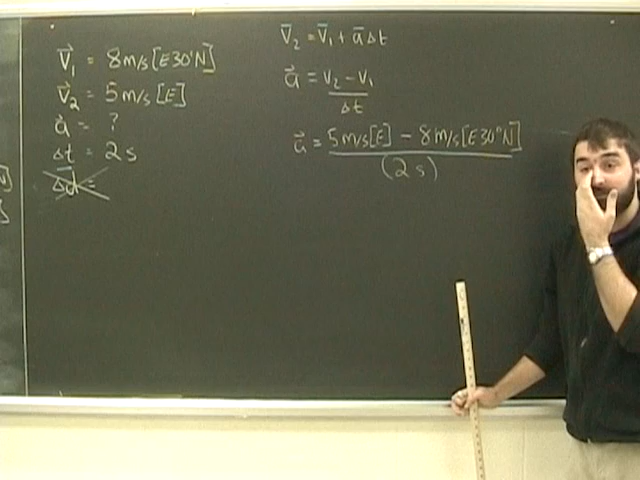 V⃗₁ = 8m/s [E30°N]
V⃗₂ = 5m/s [E]
a⃗ = ?
Δt = 2s
Δd⃗ =
V⃗₂ = V⃗₁ + a⃗Δt
a⃗ = V₂ - V₁
Δt
a⃗ = 5m/s[E] - 8m/s[E30°N]
(2s)